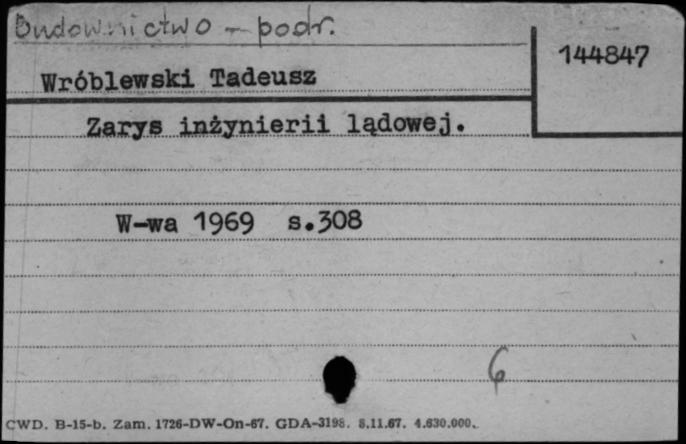 Budownictwo - podr.
144847
Wróblewski Tadeusz
Zarys inżynierii lądowej.
W-wa 1969 s.308
6
CWD. B-15-b. Zam. 1726-DW-On-67. GDA-3198. 8.11.67. 4.630.000.